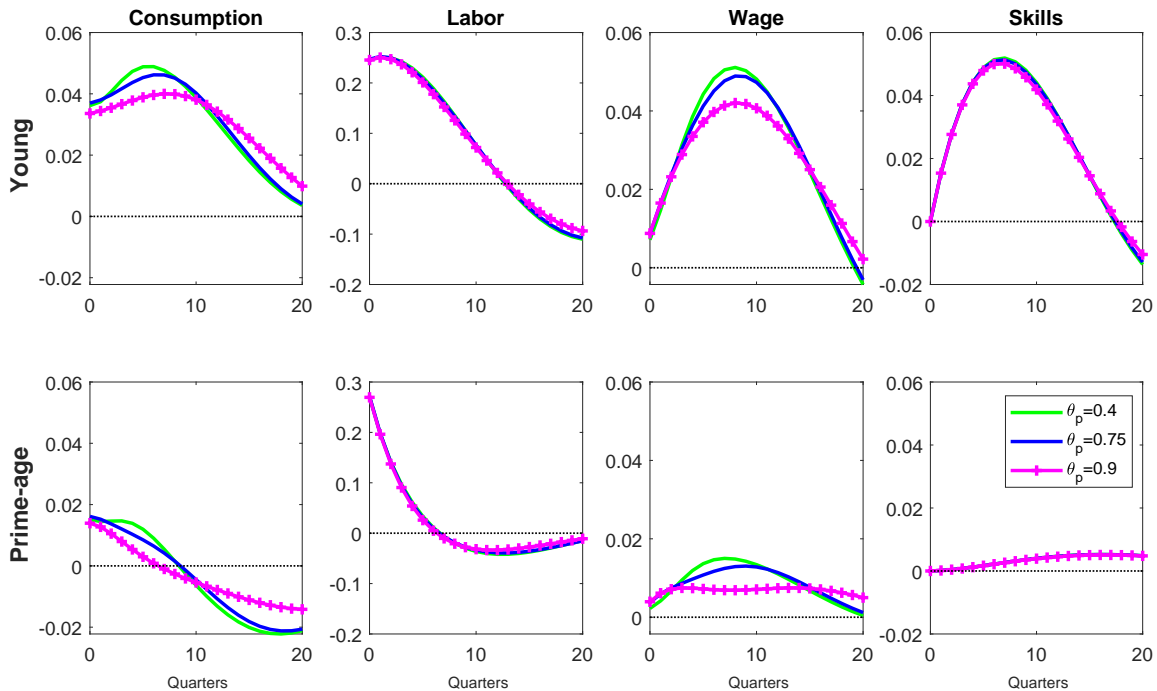 Consumption Labor Wage Skills
Young
0.06 0.3 0.06 0.06
0.04 0.2 0.04 0.04
0.02 0.1 0.02 0.02
0 0 0 0
-0.02 -0.1 -0.02
-0.2
0 10 20 0 10 20 0 10 20 0 10 20
Prime-age
0.06 0.3 0.06 0.06
0.04 0.2 0.04 0.04
0.02 0.1 0.02 0.02
0 0 0 0
-0.02 -0.1 -0.02
-0.2
θp=0.4
θp=0.75
θp=0.9
0 10 20 0 10 20 0 10 20 0 10 20
Quarters Quarters Quarters Quarters